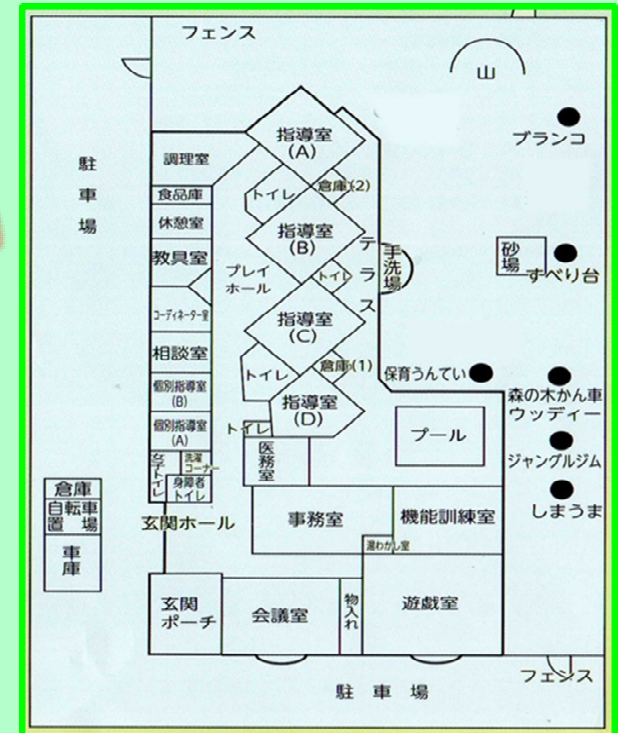 フェンス
山
ブランコ
駐車場
調理室
指導室
(A)
食品庫
トイレ
倉庫(2)
休憩室
指導室
(B)
テラス
手洗場
砂場
すべり台
教具室
プレイ
ホール
トイレ
コーディネーター室
指導室
(C)
相談室
トイレ
倉庫(1)
保育うんてい
個別指導室
(B)
森の木かん車
ウッディー
指導室
(D)
個別指導室
(A)
トイレ
プール
医務室
ジャングルジム
女子トイレ
洗濯
コーナー
身障者
トイレ
しまうま
倉庫
自転車
置場
車庫
玄関ホール
事務室
機能訓練室
湯わかし室
玄関
ポーチ
会議室
物入れ
遊戯室
フェンス
駐車場